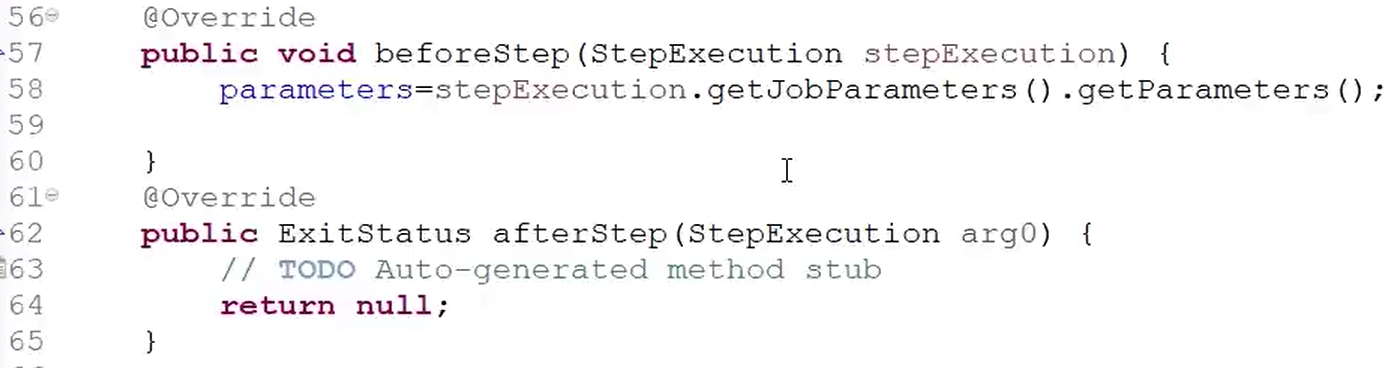 56 @Override
57 public void beforeStep(StepExecution stepExecution) {
58 parameters=stepExecution.getJobParameters().getParameters();
59
60 }
61 @Override
62 public ExitStatus afterStep(StepExecution arg0) {
63 // TODO Auto-generated method stub
64 return null;
65 }